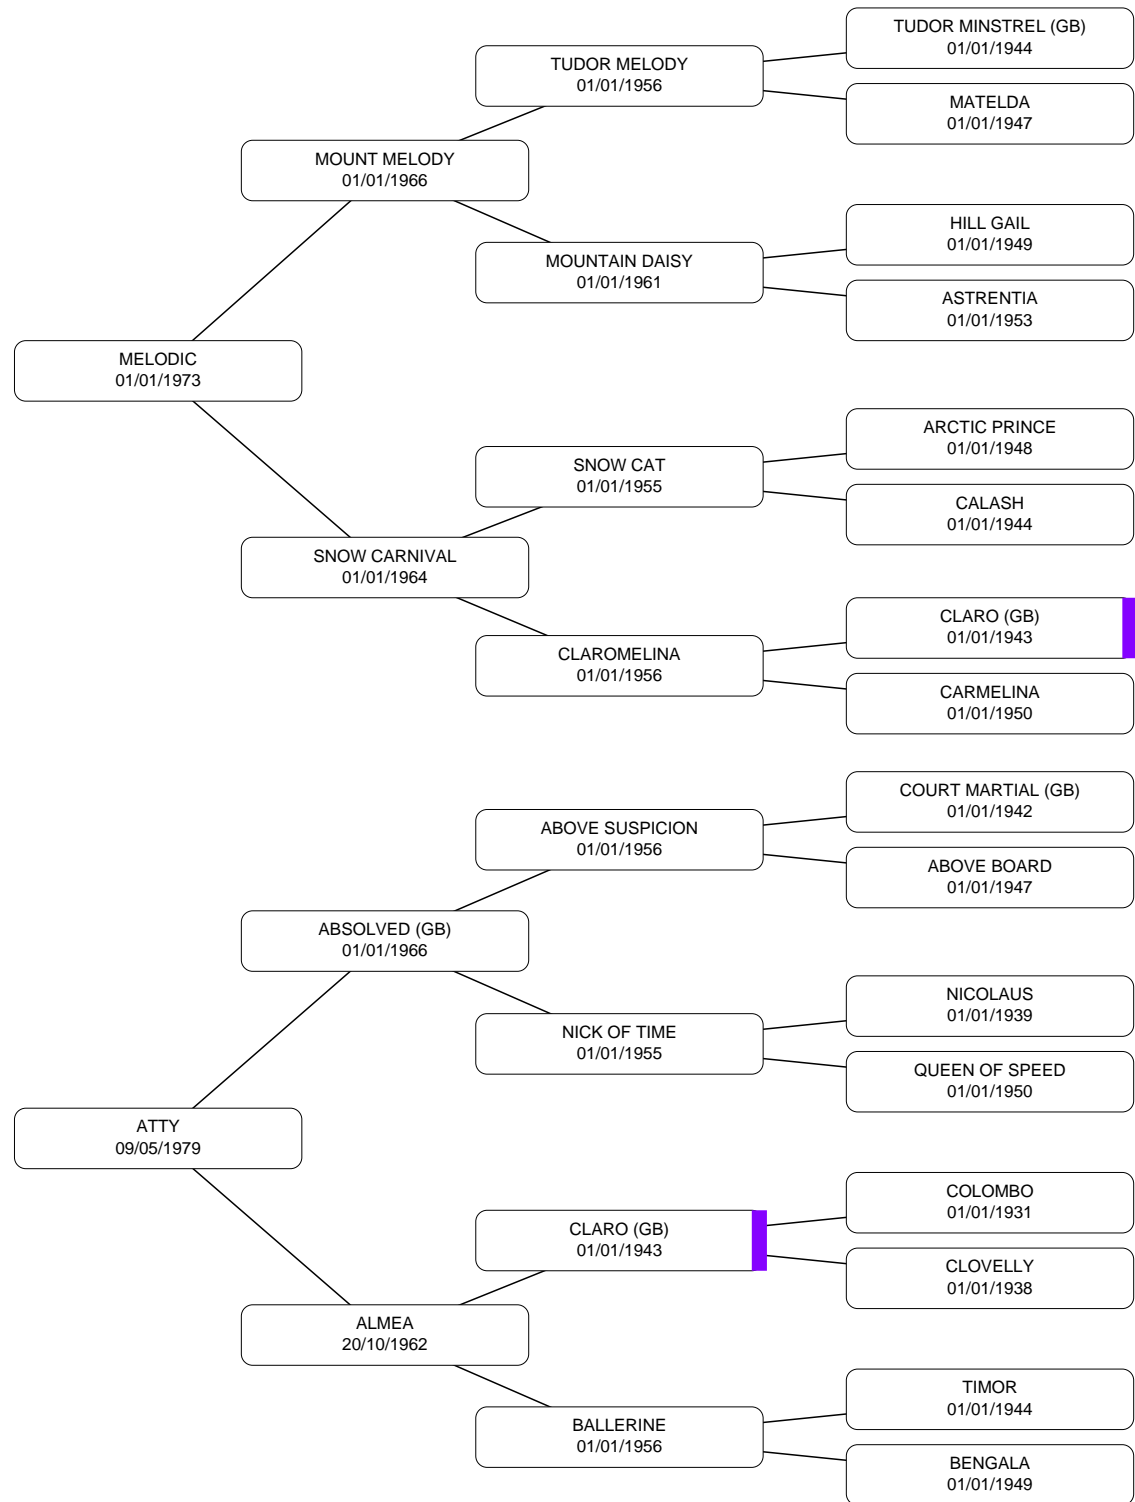 TUDOR MINSTREL (GB)
01/01/1944
TUDOR MELODY
01/01/1956
MATELDA
01/01/1947
MOUNT MELODY
01/01/1966
HILL GAIL
01/01/1949
MOUNTAIN DAISY
01/01/1961
ASTRENTIA
01/01/1953
MELODIC
01/01/1973
ARCTIC PRINCE
01/01/1948
SNOW CAT
01/01/1955
CALASH
01/01/1944
SNOW CARNIVAL
01/01/1964
CLARO (GB)
01/01/1943
CLAROMELINA
01/01/1956
CARMELINA
01/01/1950
COURT MARTIAL (GB)
01/01/1942
ABOVE SUSPICION
01/01/1956
ABOVE BOARD
01/01/1947
ABSOLVED (GB)
01/01/1966
NICOLAUS
01/01/1939
NICK OF TIME
01/01/1955
QUEEN OF SPEED
01/01/1950
ATTY
09/05/1979
COLOMBO
01/01/1931
CLARO (GB)
01/01/1943
CLOVELLY
01/01/1938
ALMEA
20/10/1962
TIMOR
01/01/1944
BALLERINE
01/01/1956
BENGALA
01/01/1949